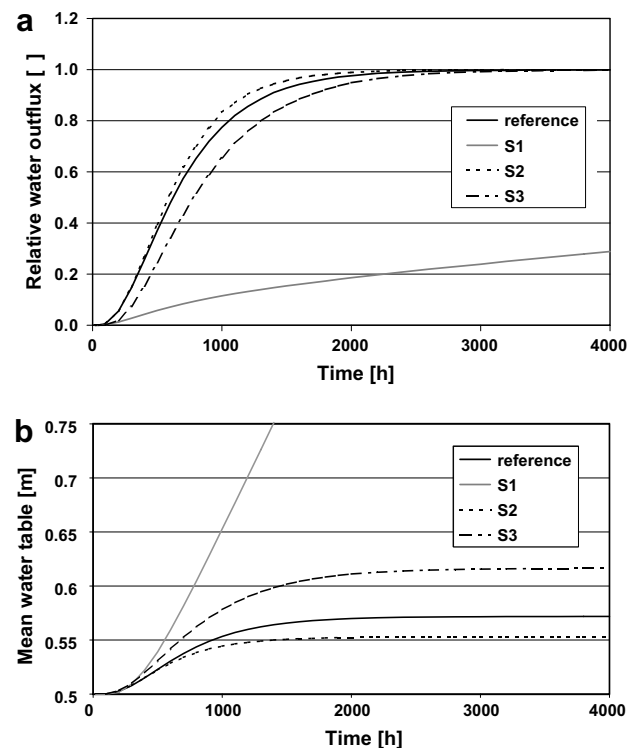 a
1.2
1.0
0.8
0.6
0.4
0.2
0.0
Relative water outflux [ ]
0 1000 2000 3000 4000
Time [h]
reference
S1
S2
S3
b
0.75
0.7
0.65
0.6
0.55
0.5
Mean water table [m]
0 1000 2000 3000 4000
Time [h]
reference
S1
S2
S3